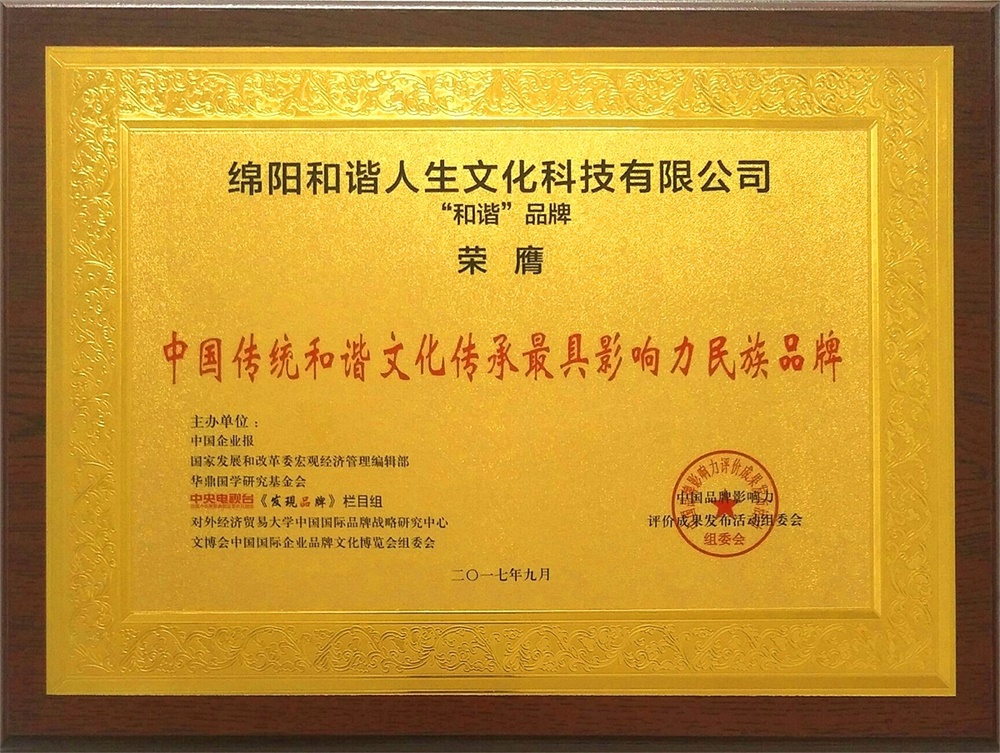 绵阳和谐人生文化科技有限公司
“和谐”品牌
荣 膺
中国传统和谐文化传承最具影响力民族品牌
主办单位：
中国企业报
国家发展和改革委宏观经济管理编辑部
华鼎国学研究基金会
中央电视台《发现品牌》栏目组
对外经济贸易大学中国国际品牌战略研究中心
文博会中国国际企业品牌文化博览会组委会
中国品牌影响力
评价成果发布活动组委会
组委会
二〇一七年九月